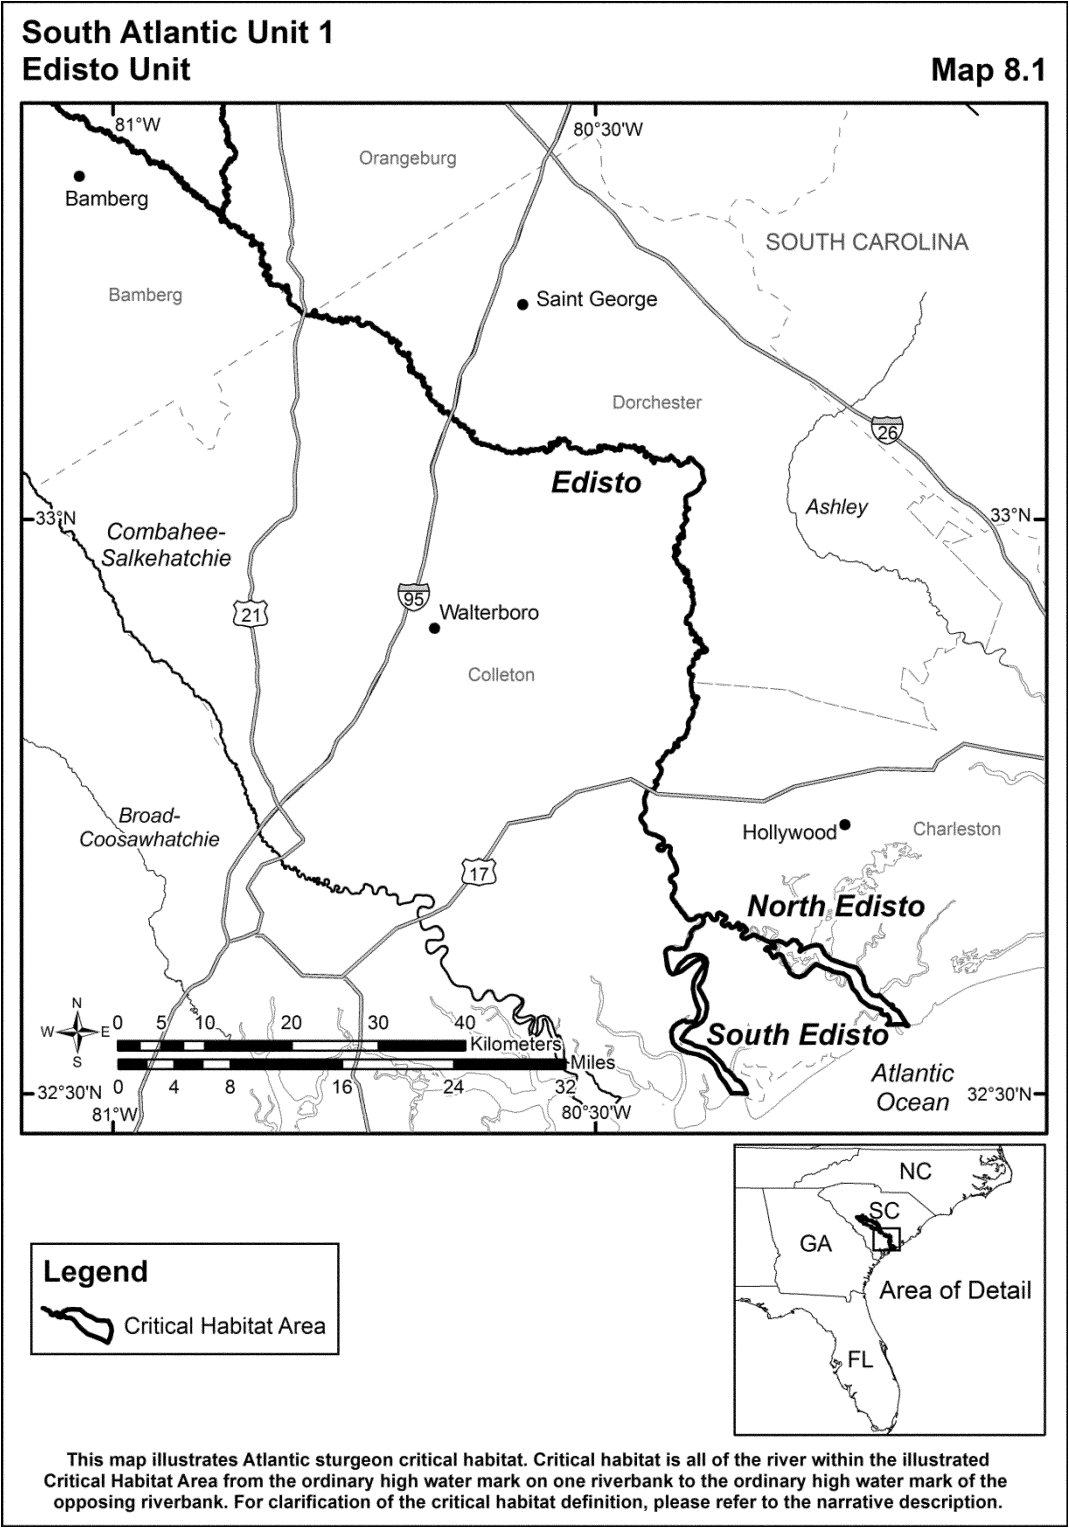 South Atlantic Unit 1
Edisto Unit
Map 8.1
81°W
80°30'W
Orangeburg
Bamberg
SOUTH CAROLINA
Bamberg
Saint George
Dorchester
26
Edisto
Ashley
33°N
33°N
Combahee-
Salkehatchie
95
21
Walterboro
Colleton
Broad-
Coosawhatchie
Hollywood
Charleston
17
North Edisto
N
W E
S
0 5 10 20 30 40
Kilometers
Miles
0 4 8 16 24 32
South Edisto
Atlantic
Ocean
32°30'N
32°30'N
81°W
80°30'W
NC
SC
GA
Area of Detail
FL
Legend
Critical Habitat Area
This map illustrates Atlantic sturgeon critical habitat. Critical habitat is all of the river within the illustrated
Critical Habitat Area from the ordinary high water mark on one riverbank to the ordinary high water mark of the
opposing riverbank. For clarification of the critical habitat definition, please refer to the narrative description.